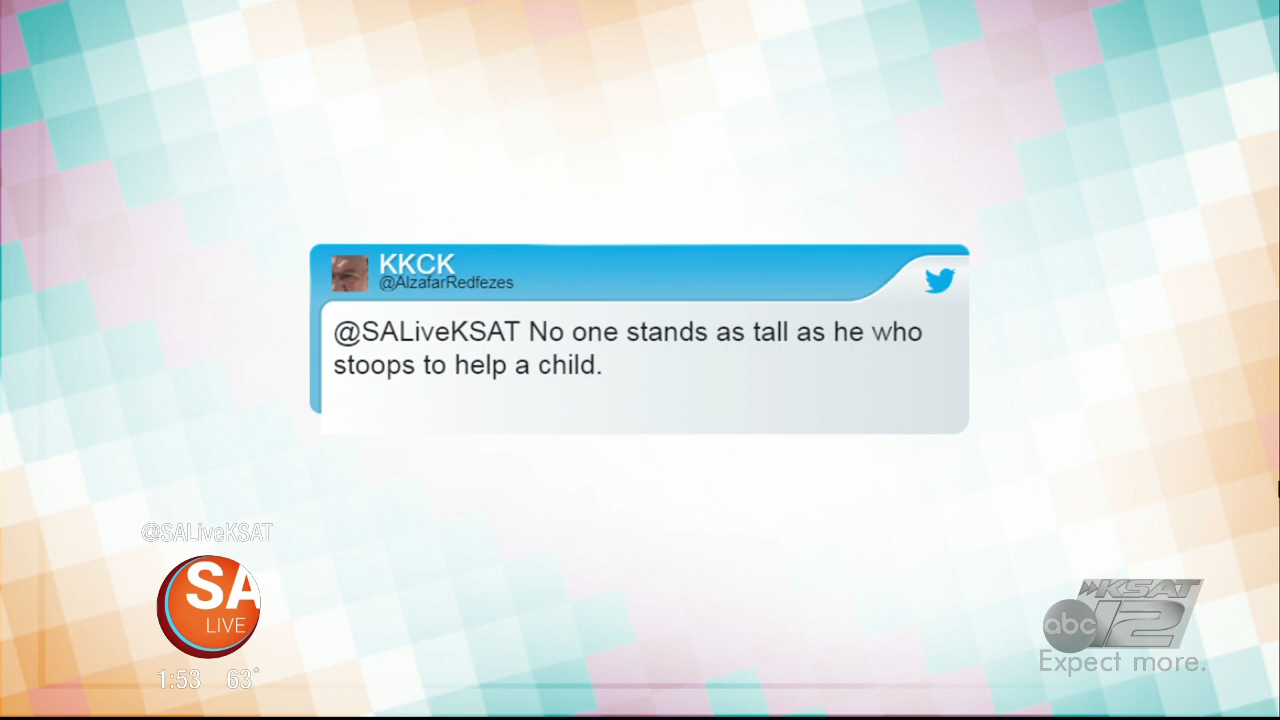 KKCK
@AlzafarRedfezes
@SALiveKSAT No one stands as tall as he who
stoops to help a child.
@SALiveKSAT
SA
LIVE
1:53 63°
KSAT
abc 12
Expect more.